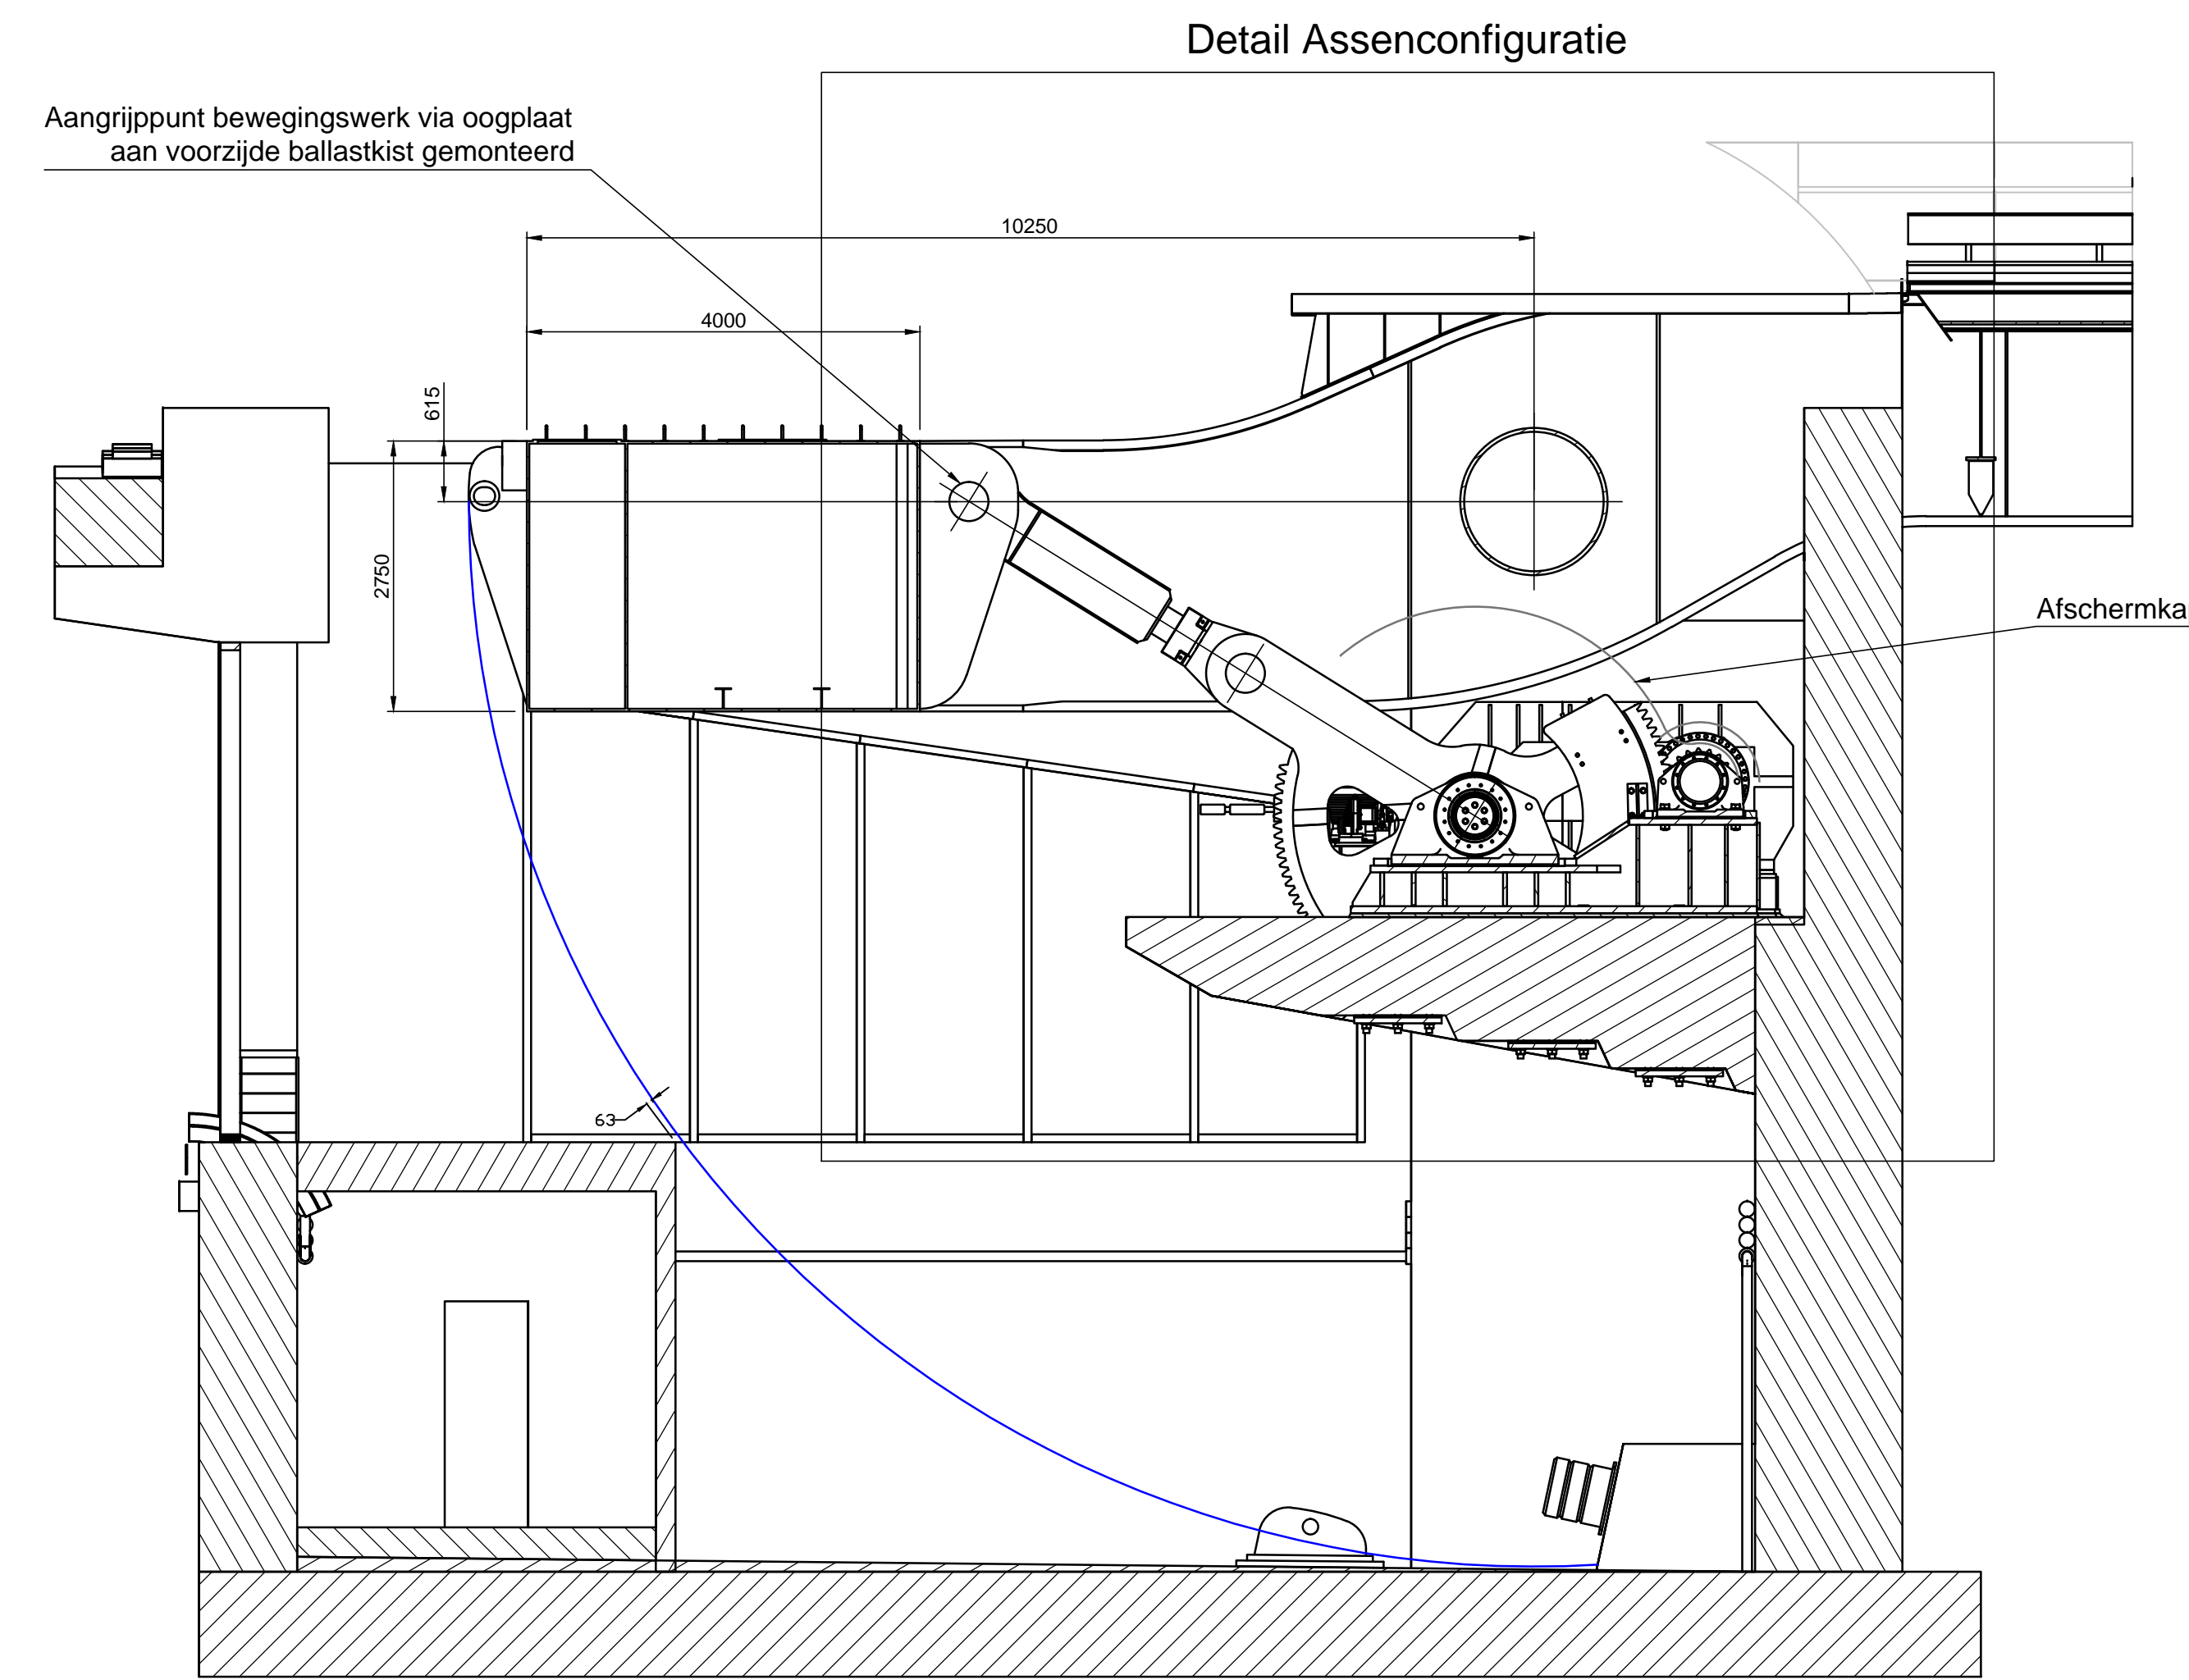 Detail Assenconfiguratie
Aangrijppunt bewegingswerk via oogplaat
aan voorzijde ballastkist gemonteerd
10250
4000
615
2750
Afschermka
63